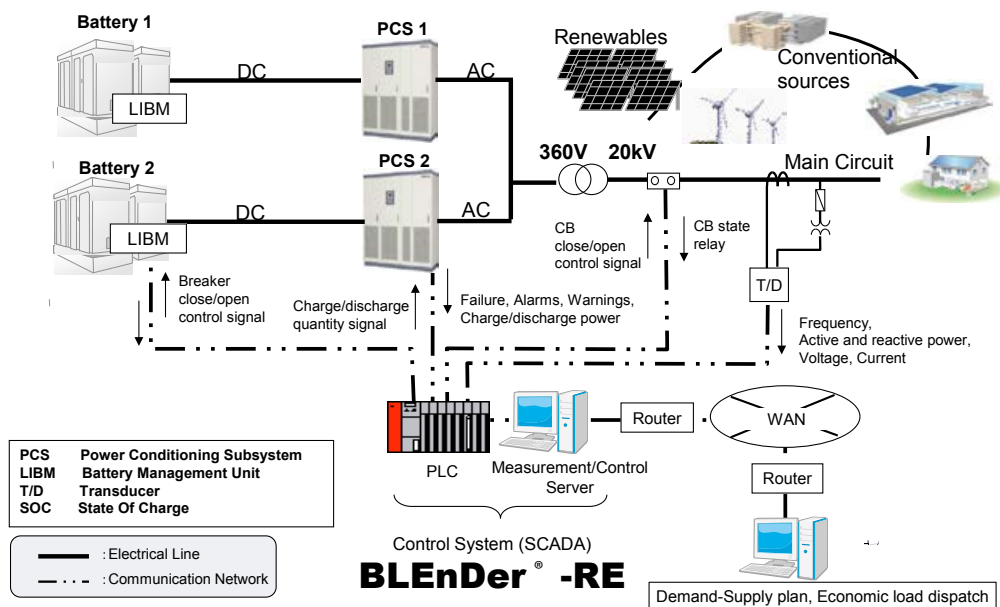 Battery 1
PCS 1
Renewables
Conventional
sources
DC
AC
LIBM
Battery 2
PCS 2
360V
20kV
Main Circuit
DC
AC
LIBM
CB
close/open
control signal
CB state
relay
T/D
Breaker
close/open
control signal
Charge/discharge
quantity signal
Failure, Alarms, Warnings,
Charge/discharge power
Frequency,
Active and reactive power,
Voltage, Current
Router
WAN
PLC
Measurement/Control
Server
Router
PCS Power Conditioning Subsystem
LIBM Battery Management Unit
T/D Transducer
SOC State Of Charge
: Electrical Line
: Communication Network
Control System (SCADA)
BLEnDer ® -RE
Demand-Supply plan, Economic load dispatch